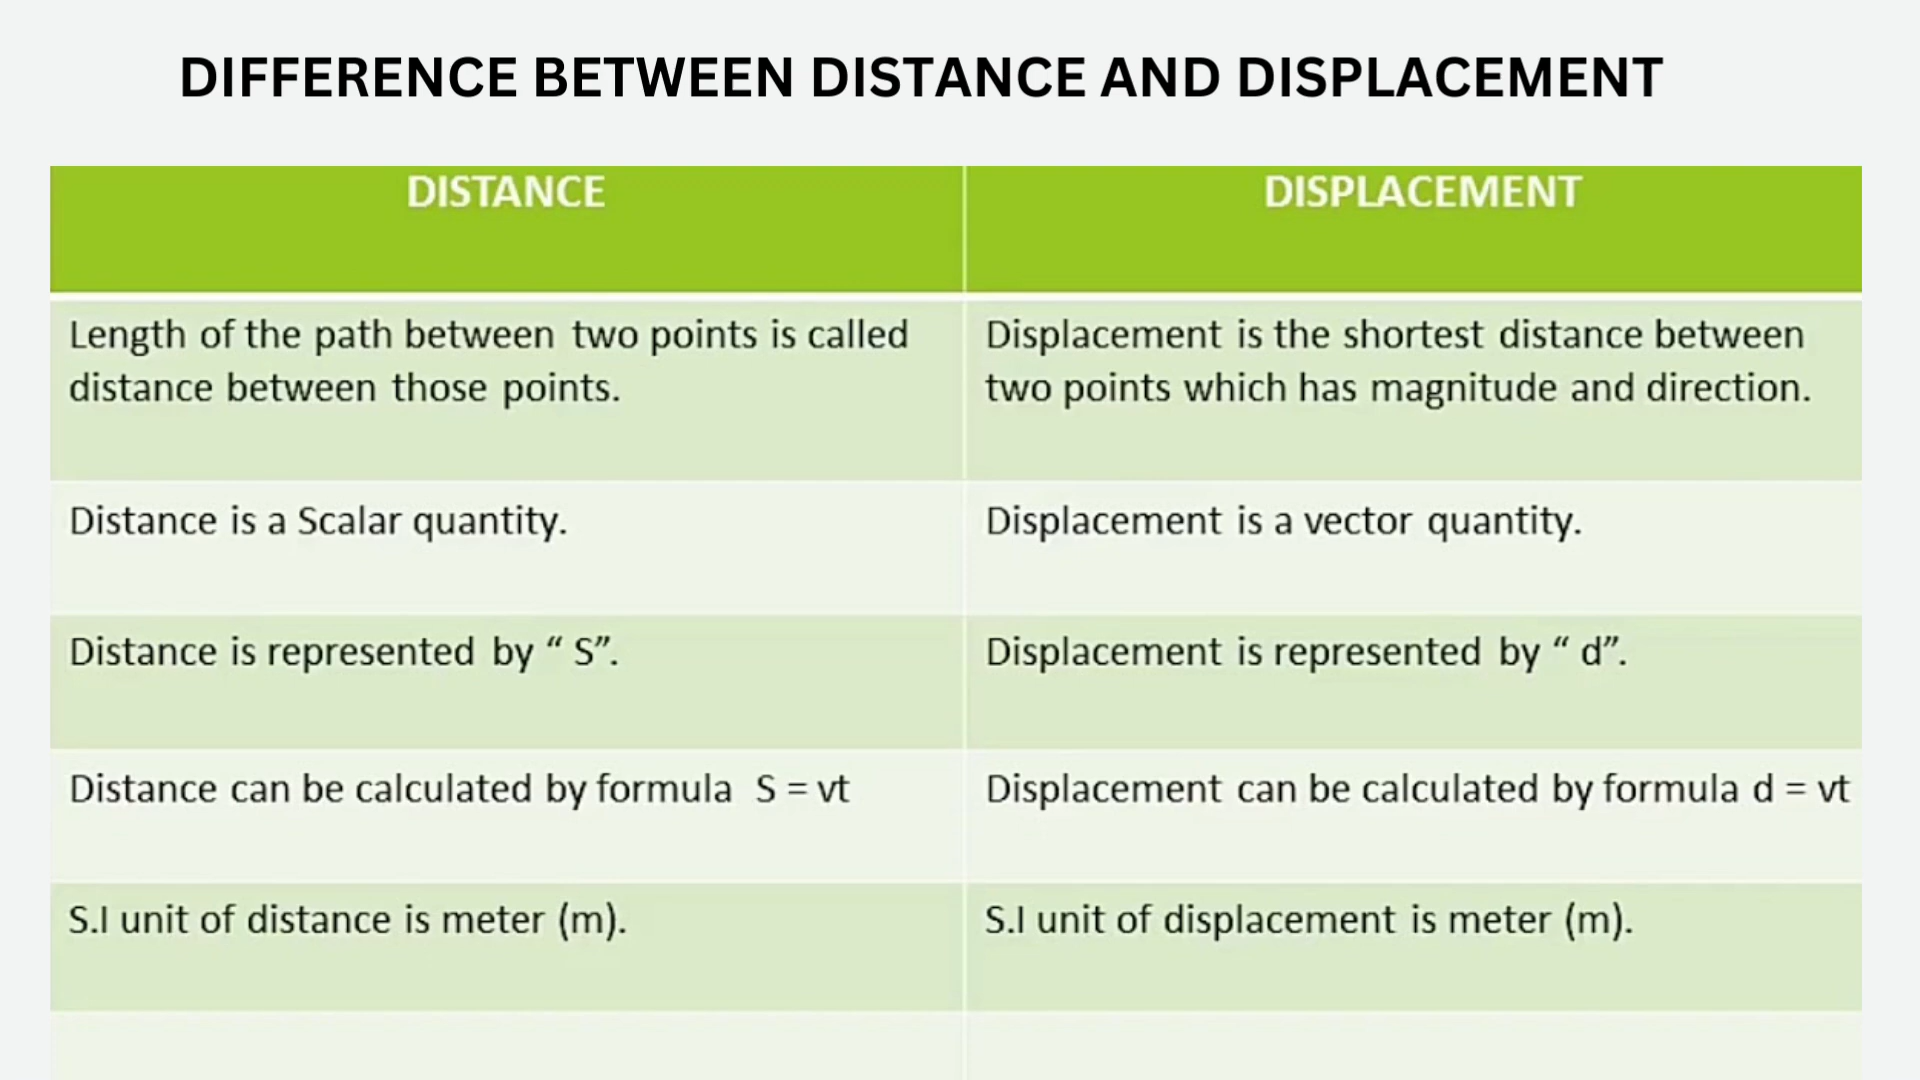 DIFFERENCE BETWEEN DISTANCE AND DISPLACEMENT
DISTANCE
DISPLACEMENT
Length of the path between two points is called
distance between those points.
Displacement is the shortest distance between
two points which has magnitude and direction.
Distance is a Scalar quantity.
Displacement is a vector quantity.
Distance is represented by “ S”.
Displacement is represented by “ d”.
Distance can be calculated by formula S = vt
Displacement can be calculated by formula d = vt
S.I unit of distance is meter (m).
S.I unit of displacement is meter (m).